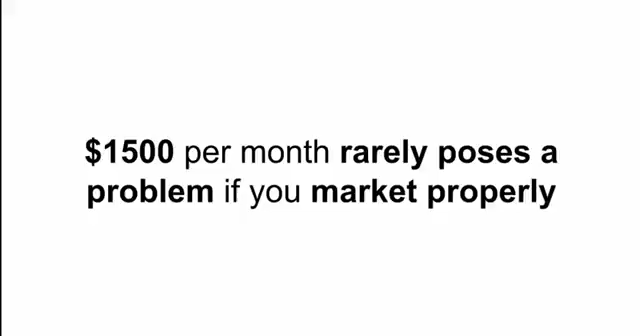 $1500 per month rarely poses a
problem if you market properly